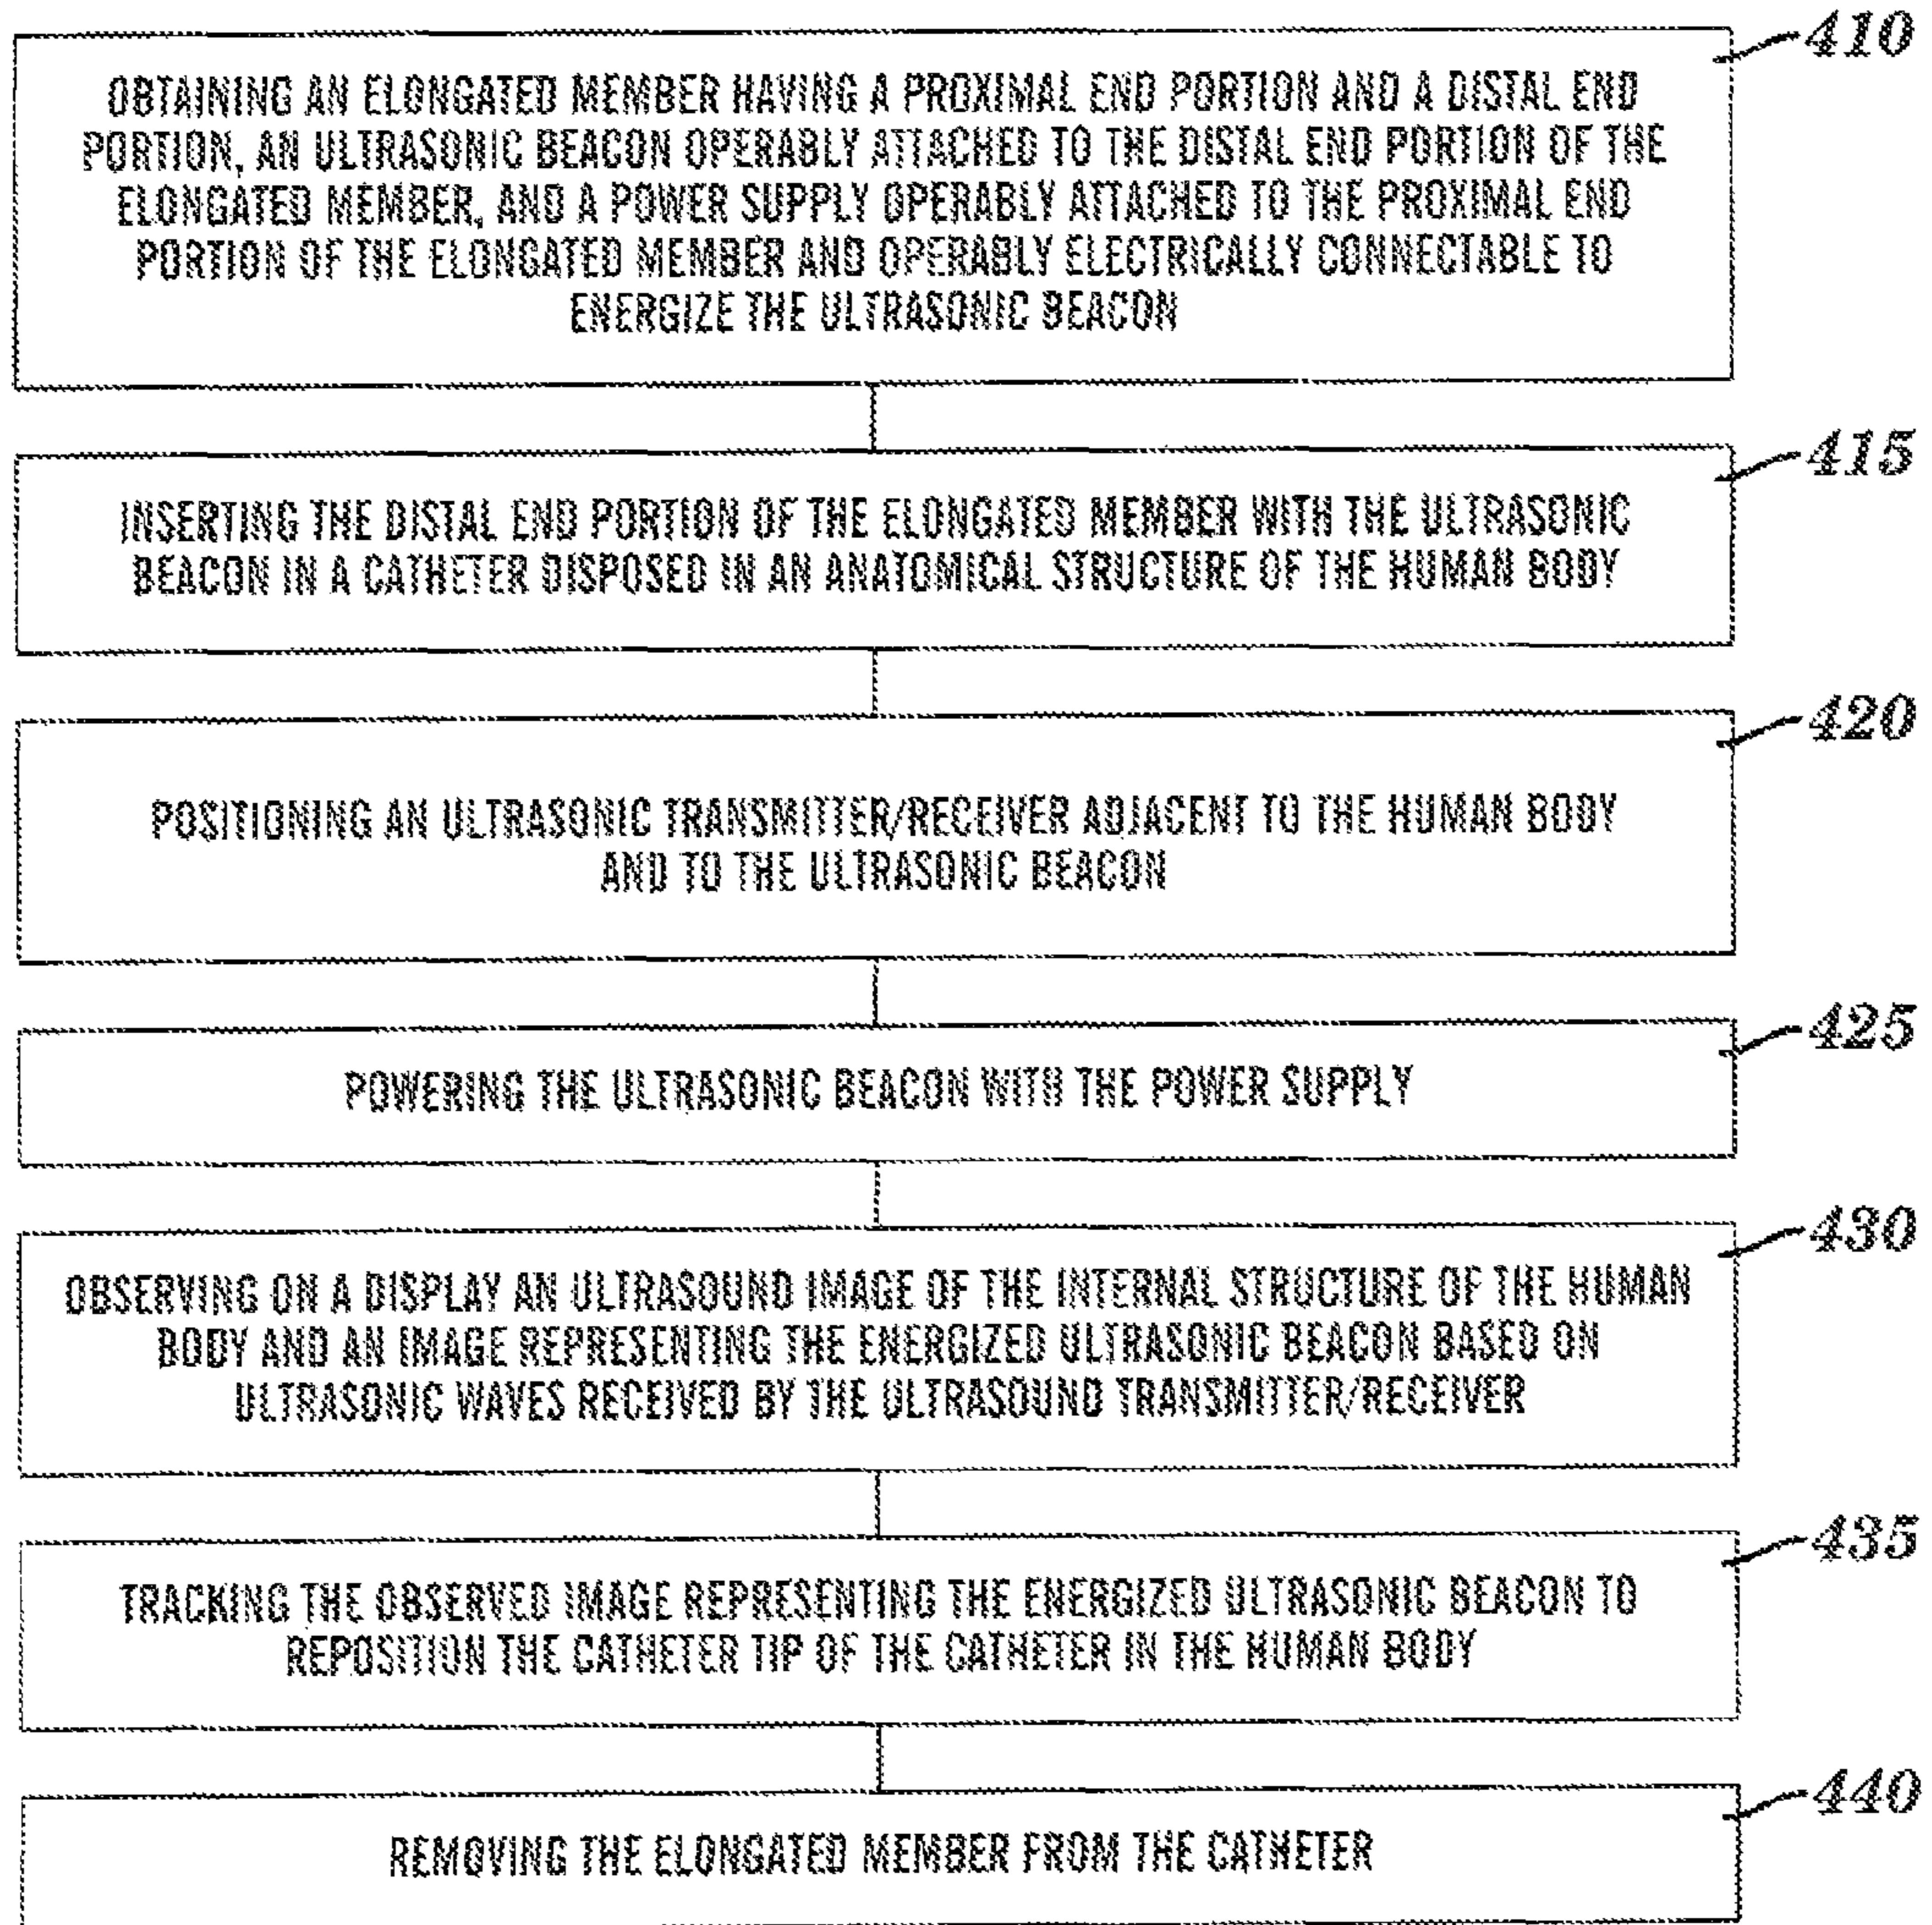 410
OBTAINING AN ELONGATED MEMBER HAVING A PROXIMAL END PORTION AND A DISTAL END
PORTION, AN ULTRASONIC BEACON OPERABLY ATTACHED TO THE DISTAL END PORTION OF THE
ELONGATED MEMBER, AND A POWER SUPPLY OPERABLY ATTACHED TO THE PROXIMAL END
PORTION OF THE ELONGATED MEMBER AND OPERABLY ELECTRICALLY CONNECTABLE TO
ENERGIZE THE ULTRASONIC BEACON
415
INSERTING THE DISTAL END PORTION OF THE ELONGATED MEMBER WITH THE ULTRASONIC
BEACON IN A CATHETER DISPOSED IN AN ANATOMICAL STRUCTURE OF THE HUMAN BODY
420
POSITIONING AN ULTRASONIC TRANSMITTER/RECEIVER ADJACENT TO THE HUMAN BODY
AND TO THE ULTRASONIC BEACON
425
POWERING THE ULTRASONIC BEACON WITH THE POWER SUPPLY
430
OBSERVING ON A DISPLAY AN ULTRASOUND IMAGE OF THE INTERNAL STRUCTURE OF THE HUMAN
BODY AND AN IMAGE REPRESENTING THE ENERGIZED ULTRASONIC BEACON BASED ON
ULTRASONIC WAVES RECEIVED BY THE ULTRASOUND TRANSMITTER/RECEIVER
435
TRACKING THE OBSERVED IMAGE REPRESENTING THE ENERGIZED ULTRASONIC BEACON TO
REPOSITION THE CATHETER TIP OF THE CATHETER IN THE HUMAN BODY
440
REMOVING THE ELONGATED MEMBER FROM THE CATHETER